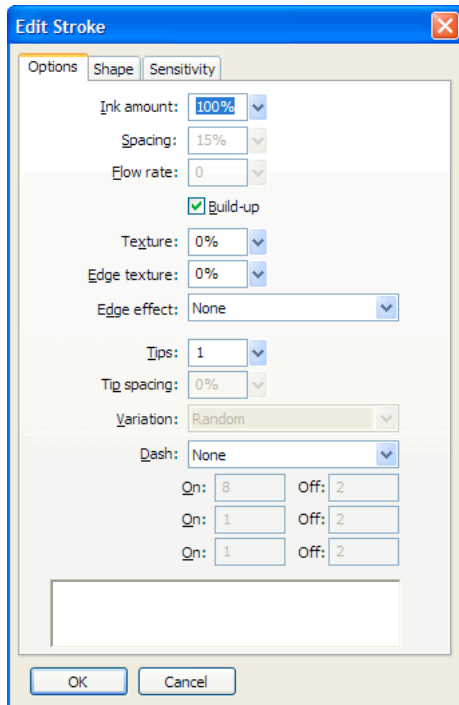 Edit Stroke
Options Shape Sensitivity
Ink amount: 100%
Spacing: 15%
Flow rate: 0
Build-up
Texture: 0%
Edge texture: 0%
Edge effect: None
Tips: 1
Tip spacing: 0%
Variation: Random
Dash: None
On: 8 Off: 2
On: 1 Off: 2
On: 1 Off: 2
OK Cancel